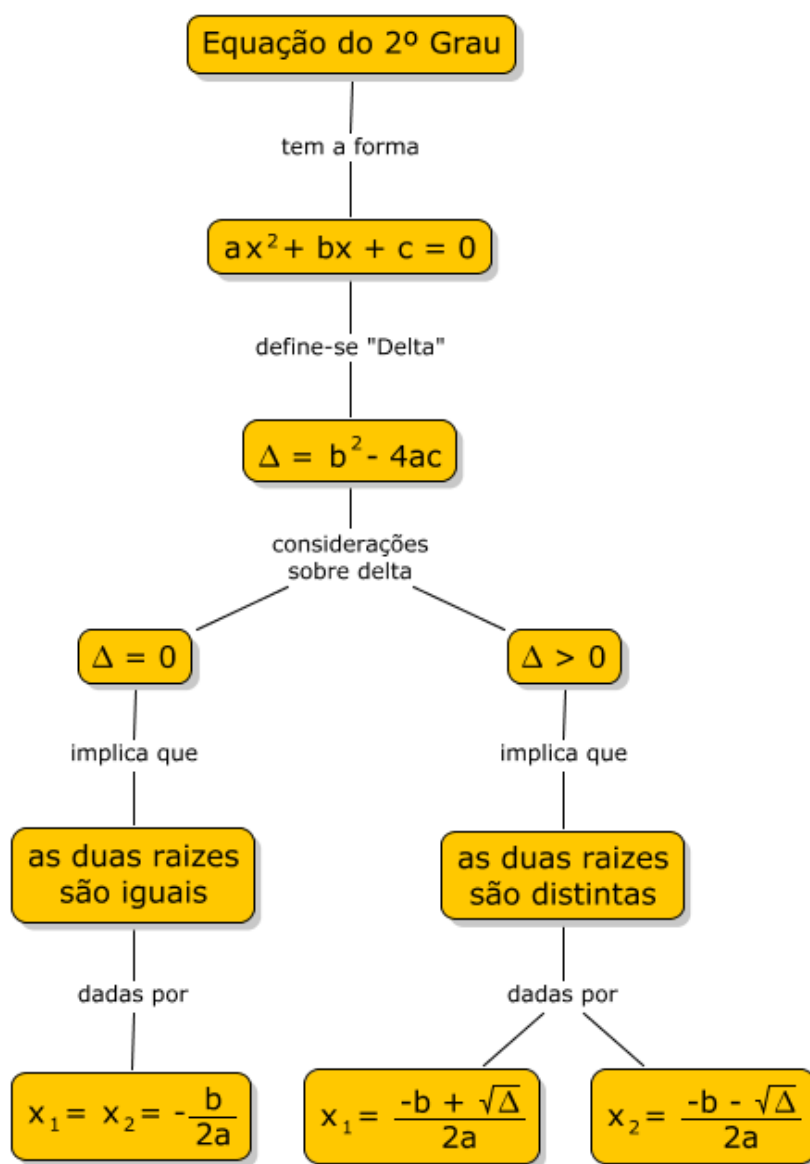 Equação do 2º Grau
tem a forma
ax² + bx + c = 0
define-se "Delta"
Δ = b² - 4ac
considerações
sobre delta
Δ = 0
Δ > 0
implica que
implica que
as duas raizes
são iguais
as duas raizes
são distintas
dadas por
dadas por
x₁ = x₂ = -b/2a
x₁ = -b + √Δ/2a
x₂ = -b - √Δ/2a